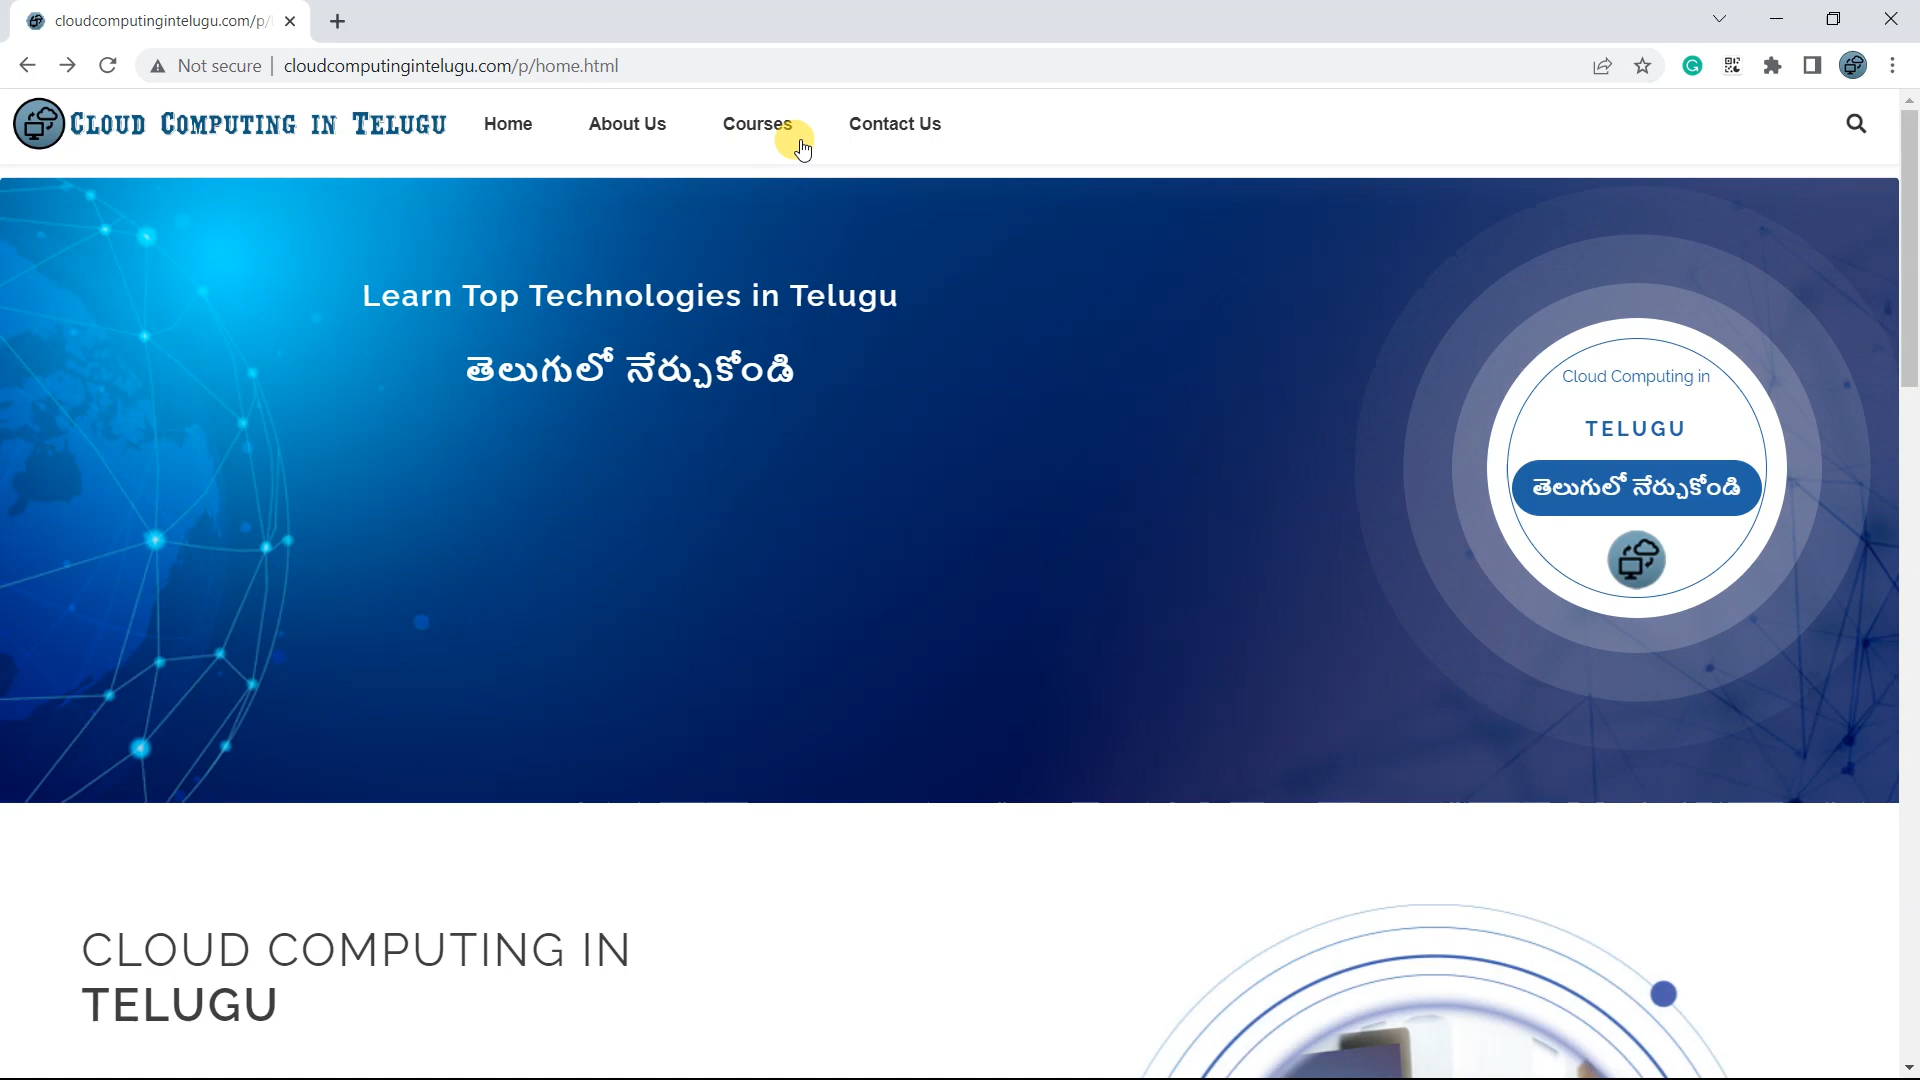 cloudcomputingintelugu.com/p/
Not secure
cloudcomputingintelugu.com/p/home.html
CLOUD COMPUTING IN TELUGU
Home
About Us
Courses
Contact Us
Learn Top Technologies in Telugu
తెలుగులో నేర్చుకోండి
Cloud Computing in
TELUGU
తెలుగులో నేర్చుకోండి
CLOUD COMPUTING IN
TELUGU